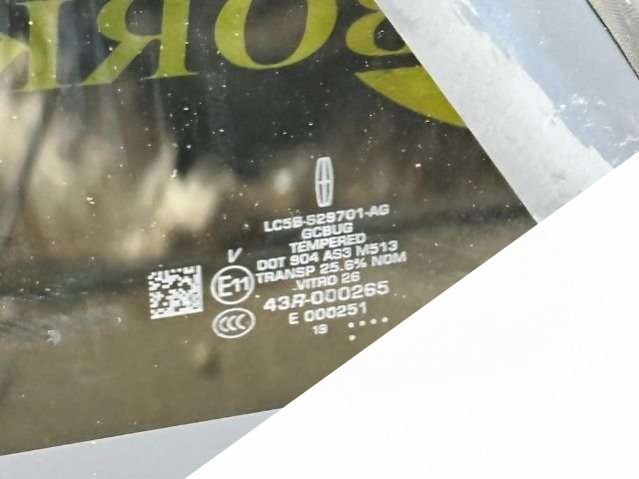 LC5B-S29701-AG
GCBUG
TEMPERED
DOT 904 AS3 M513
TRANSP 25.6% NOM
VITRO 26
43R-000265
E 000251
19
V
E11
CCC